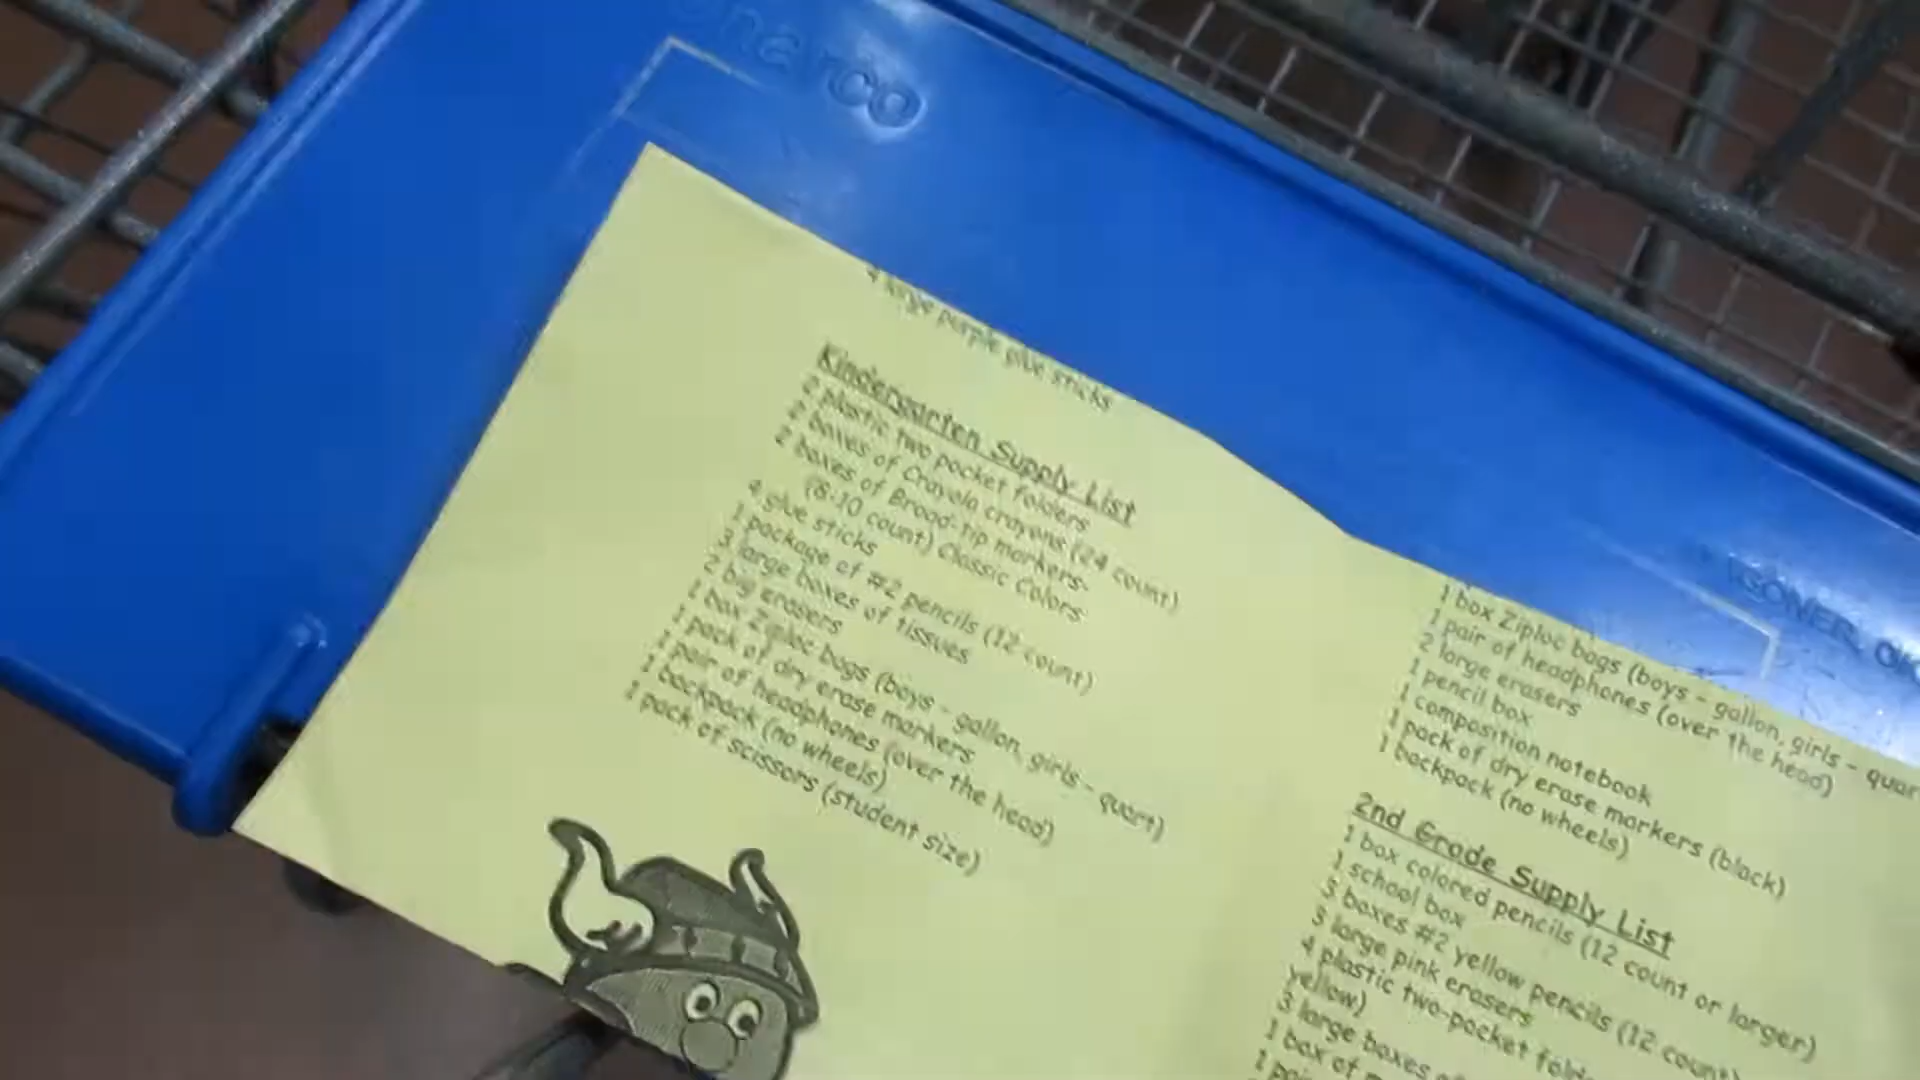 4 large purple glue sticks
Kindergarten Supply List
2 plastic two pocket folders
2 boxes of Crayola crayons (24 count)
2 boxes of Broad-tip markers-
(8-10 count) Classic Colors
4 glue sticks
1 package of #2 pencils (12 count)
3 large boxes of tissues
2 big erasers
1 box Ziploc bags (boys - gallon, girls - quart)
1 pack of dry erase markers
1 pair of headphones (over the head)
1 backpack (no wheels)
1 pack of scissors (student size)
1 box Ziploc bags (boys - gallon, girls - quar
1 pair of headphones (over the head)
2 large erasers
1 pencil box
1 composition notebook
1 pack of dry erase markers (black)
1 backpack (no wheels)
2nd Grade Supply List
1 box colored pencils (12 count or larger)
1 school box
3 boxes #2 yellow pencils (12 count)
3 large pink erasers
4 plastic two-pocket folde
yellow)
3 large boxes
1 box of
1 pai